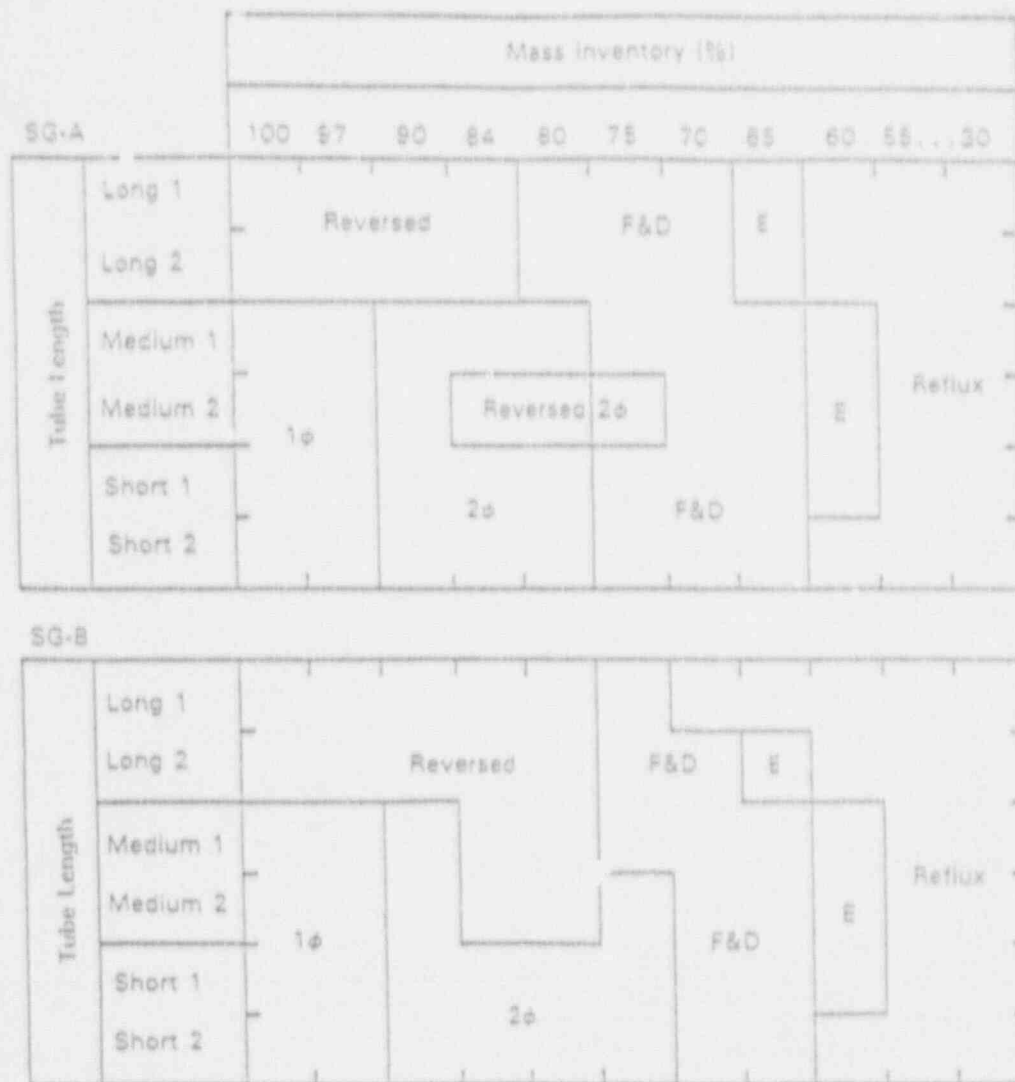 Mass Inventory (%)
SG-A 100 97 90 84 80 75 70 65 60 55...30
Long 1
Reversed F&D E
Long 2
Tube Length
Medium 1
Reflux
Medium 2 Reversed 2ϕ E
1ϕ
Short 1
2ϕ F&D
Short 2
SG-B
Long 1
Long 2 Reversed F&D E
Tube Length
Medium 1
Reflux
Medium 2
E
1ϕ F&D
Short 1
2ϕ
Short 2